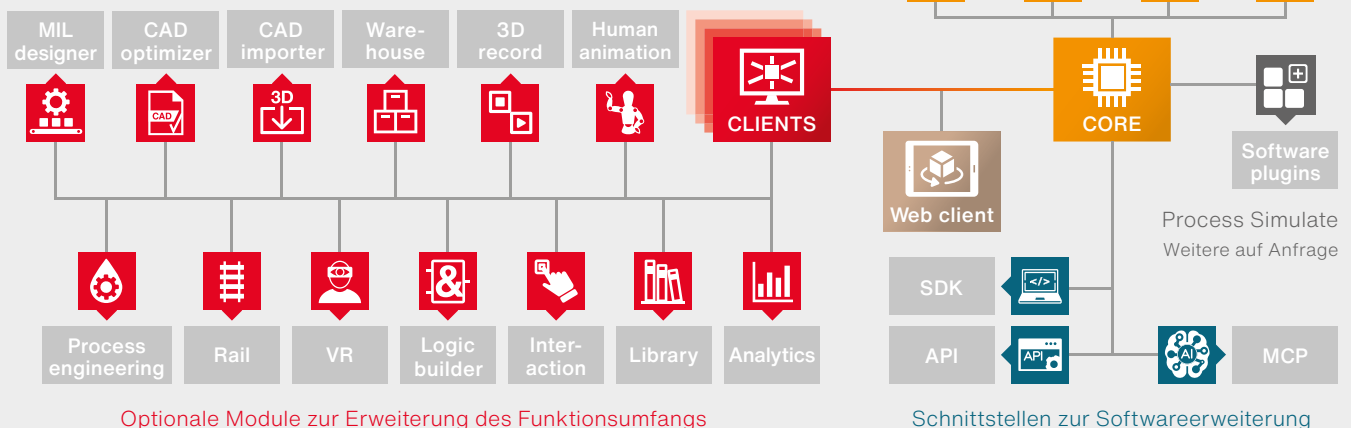 MIL
designer
CAD
optimizer
CAD
importer
Ware-
house
3D
record
Human
animation
3D
CAD
CLIENTS
CORE
Software
plugins
Web client
Process Simulate
Weitere auf Anfrage
&
</>
SDK
API
API
AI
MCP
Process
engineering
Rail
VR
Logic
builder
Inter-
action
Library
Analytics
Optionale Module zur Erweiterung des Funktionsumfangs
Schnittstellen zur Softwareerweiterung